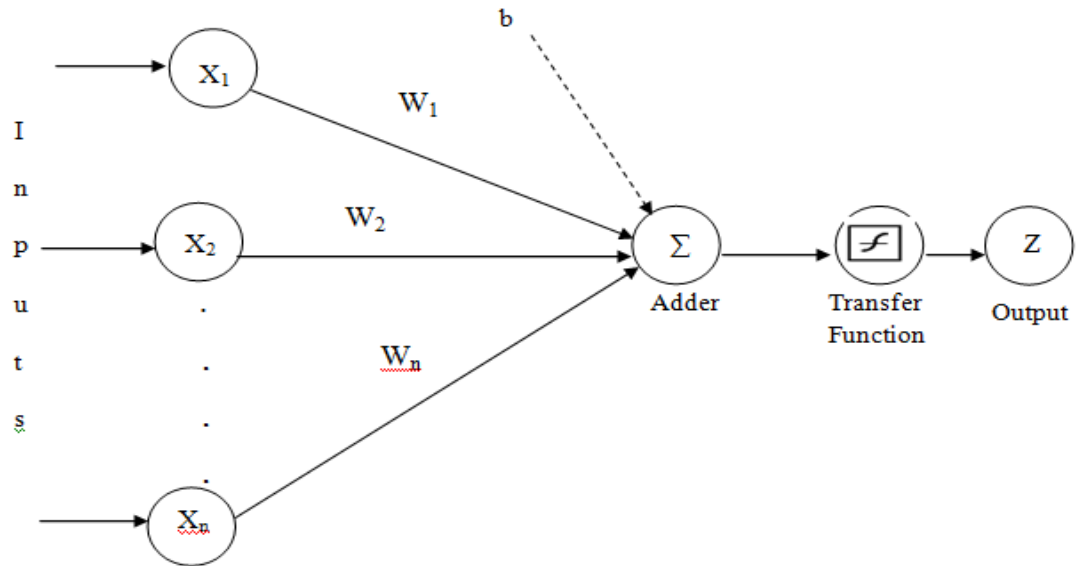 b
X₁
W₁
I
n
p
u
t
s
W₂
X₂
Σ
Z
Adder
Transfer
Function
Output
.
.
.
.
Wₙ
Xₙ